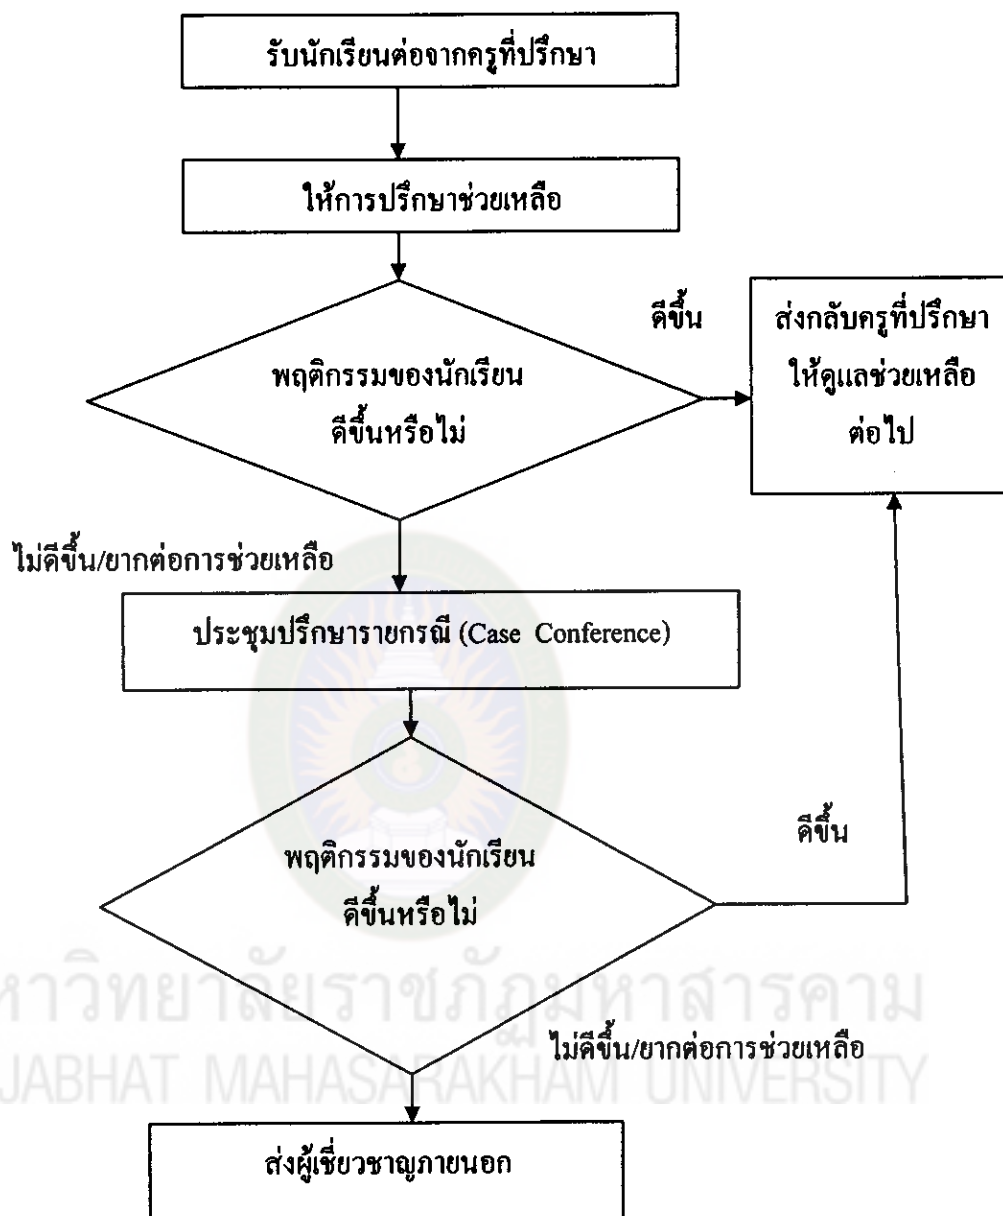 รับนักเรียนต่อจากครูที่ปรึกษา
ให้การปรึกษาช่วยเหลือ
พฤติกรรมของนักเรียน
ดีขึ้นหรือไม่
ดีขึ้น
ส่งกลับครูที่ปรึกษา
ให้ดูแลช่วยเหลือ
ต่อไป
ไม่ดีขึ้น/ยากต่อการช่วยเหลือ
ประชุมปรึกษารายกรณี (Case Conference)
พฤติกรรมของนักเรียน
ดีขึ้นหรือไม่
ดีขึ้น
หาวิทยาลัยราชภัฏมหาสารคาม
ไม่ดีขึ้น/ยากต่อการช่วยเหลือ
JABHAT MAHASARAKHAM UNIVERSITY
ส่งผู้เชี่ยวชาญภายนอก